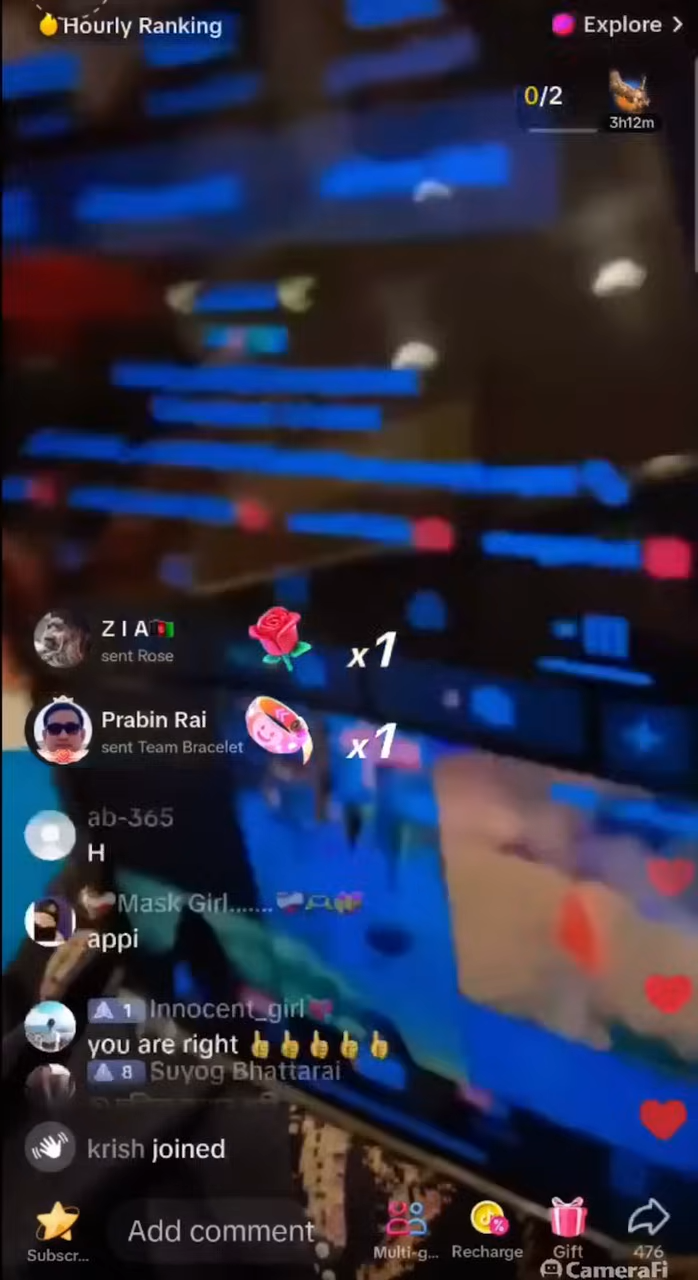 Hourly Ranking
Explore >
0/2
3h12m
Z I A
sent Rose
x1
Prabin Rai
sent Team Bracelet
x1
ab-365
H
Mask Girl.......
appi
1 Innocent_girl
you are right 👍👍👍👍👍
8 Suyog Bhattarai
krish joined
Add comment
Subscr...
Multi-g...
Recharge
Gift
476
CameraFi